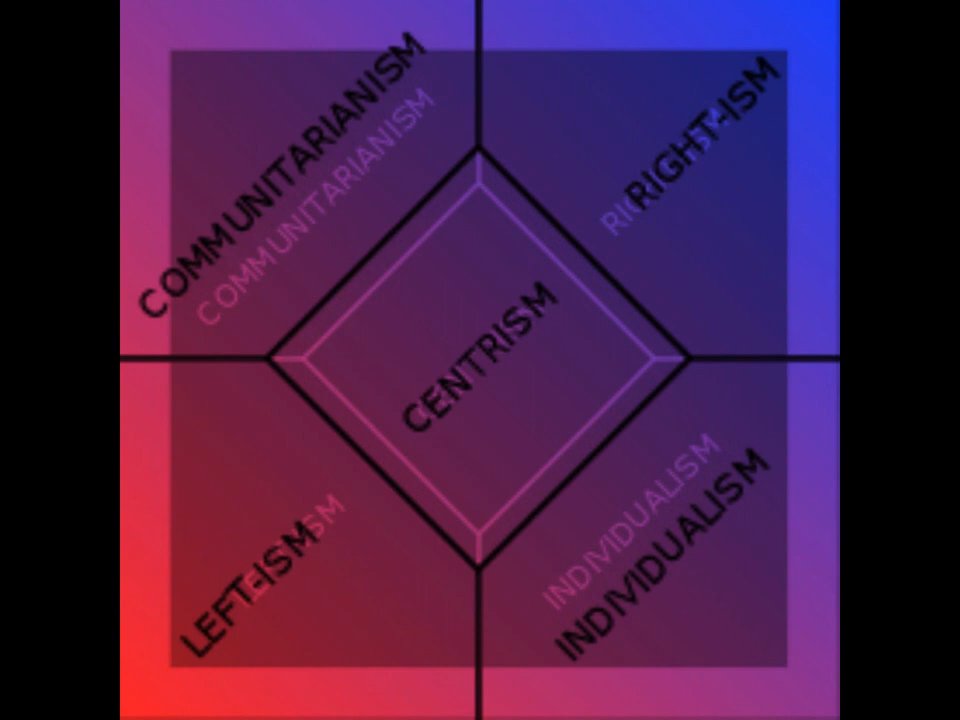 COMMUNITARIANISM
COMMUNITARIANISM
RIGHT-ISM
CENTRISM
INDIVIDUALISM
LEFT-ISM
INDIVIDUALISM